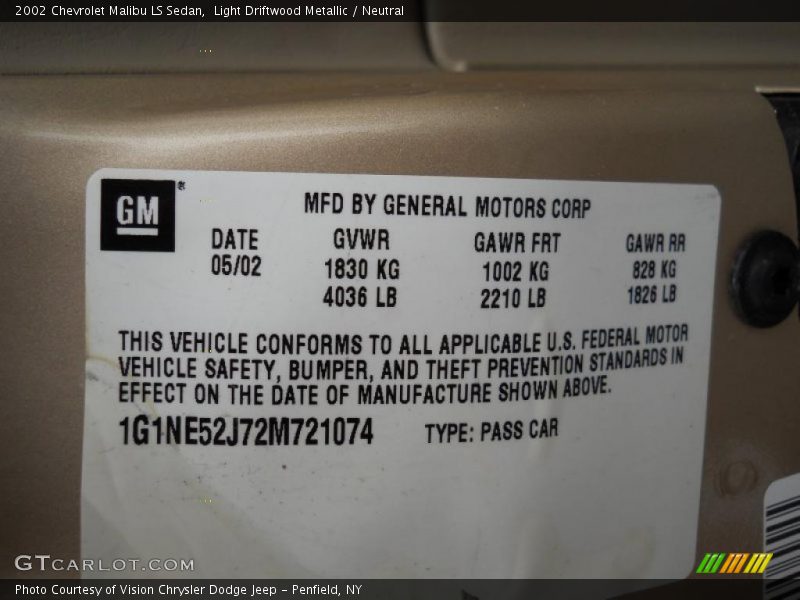 2002 Chevrolet Malibu LS Sedan,  Light Driftwood Metallic / Neutral
GM®
MFD BY GENERAL MOTORS CORP
DATE GVWR GAWR FRT GAWR RR
05/02 1830 KG 1002 KG 828 KG
4036 LB 2210 LB 1826 LB
THIS VEHICLE CONFORMS TO ALL APPLICABLE U.S. FEDERAL MOTOR
VEHICLE SAFETY, BUMPER, AND THEFT PREVENTION STANDARDS IN
EFFECT ON THE DATE OF MANUFACTURE SHOWN ABOVE.
1G1NE52J72M721074 TYPE: PASS CAR
GTCARLOT.COM
Photo Courtesy of Vision Chrysler Dodge Jeep – Penfield, NY